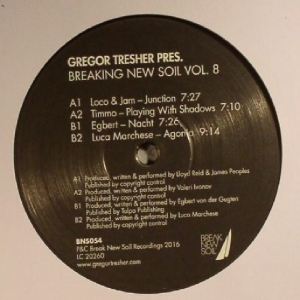 GREGOR TRESHER PRES.
BREAKING NEW SOIL VOL. 8
A1 Loco & Jam – Junction 7:27
A2 Timmo – Playing With Shadows 7:10
B1 Egbert – Nacht 7:26
B2 Luca Marchese – Agonia 9:14
A1 Produced, written & performed by Lloyd Reid & James Peoples
Published by copyright control
A2 Produced, written & performed by Valeri Ivanov
Published by copyright control
B1 Produced, written & performed by Egbert van der Gugten
Published by Talpa Publishing
B2 Produced, written & performed by Luca Marchese
Published by copyright control
BNS054
P&C Break New Soil Recordings 2016
LC 20260
www.gregortresher.com
BREAK
NEW
SOIL